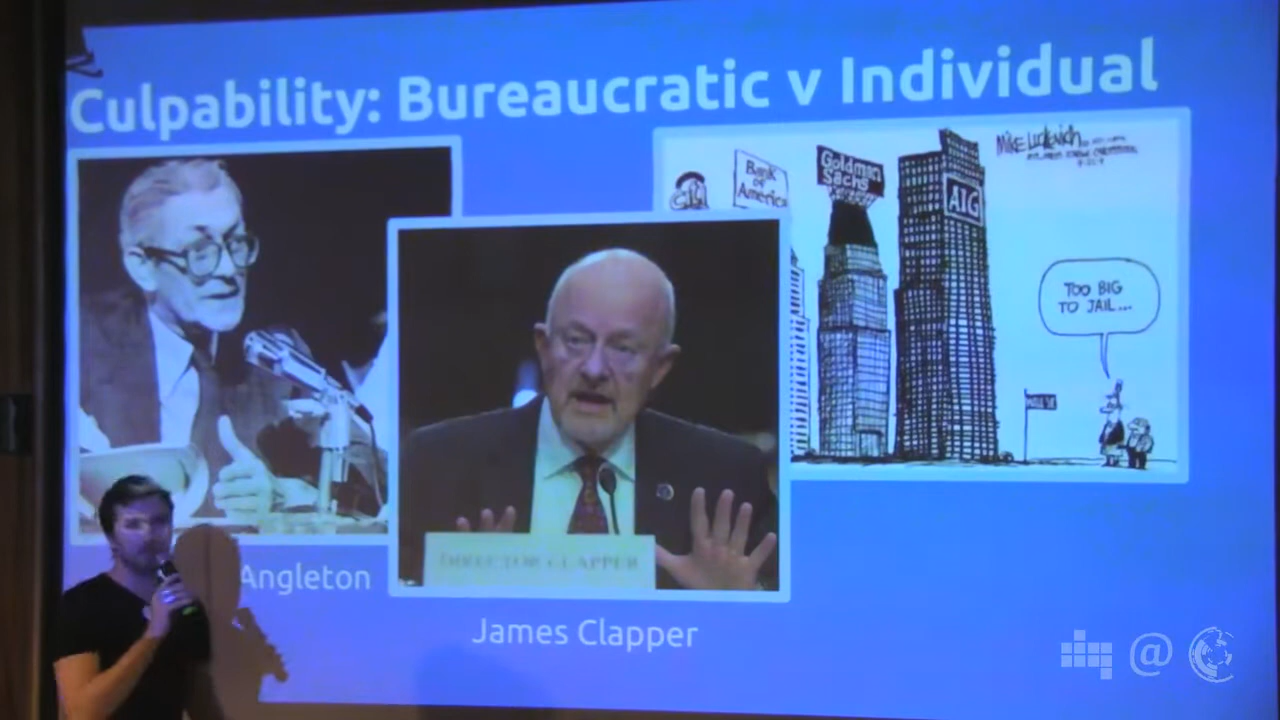 Culpability: Bureaucratic v Individual
Mike Luckovich
Citi
Bank
of
America
Goldman
Sachs
AIG
TOO BIG
TO JAIL...
DIRECTOR CLAPPER
Angleton
James Clapper
@